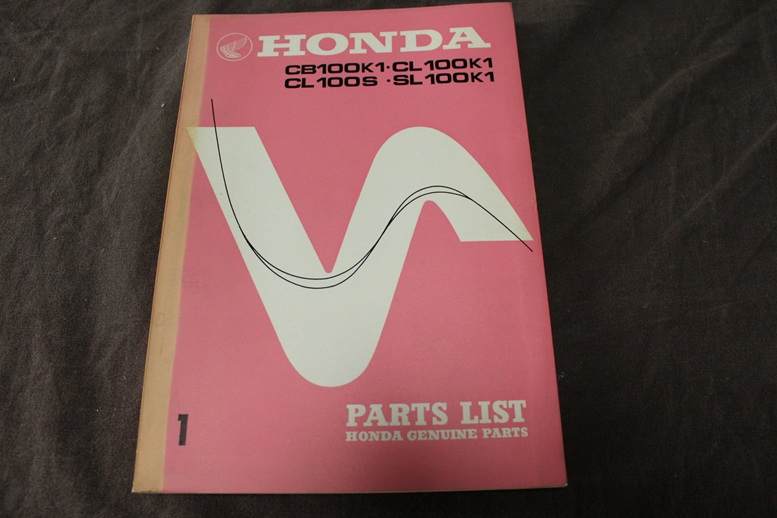 HONDA
CB100K1·CL100K1
CL100S ·SL100K1
PARTS LIST
HONDA GENUINE PARTS
1